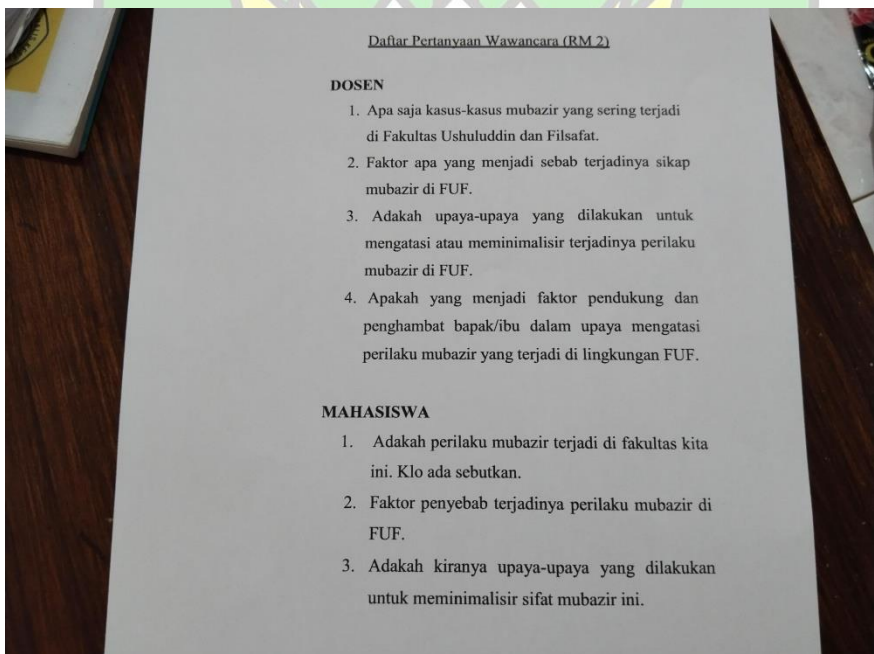 Daftar Pertanyaan Wawancara (RM 2)
DOSEN
1. Apa saja kasus-kasus mubazir yang sering terjadi
di Fakultas Ushuluddin dan Filsafat.
2. Faktor apa yang menjadi sebab terjadinya sikap
mubazir di FUF.
3. Adakah upaya-upaya yang dilakukan untuk
mengatasi atau meminimalisir terjadinya perilaku
mubazir di FUF.
4. Apakah yang menjadi faktor pendukung dan
penghambat bapak/ibu dalam upaya mengatasi
perilaku mubazir yang terjadi di lingkungan FUF.
MAHASISWA
1. Adakah perilaku mubazir terjadi di fakultas kita
ini. Klo ada sebutkan.
2. Faktor penyebab terjadinya perilaku mubazir di
FUF.
3. Adakah kiranya upaya-upaya yang dilakukan
untuk meminimalisir sifat mubazir ini.